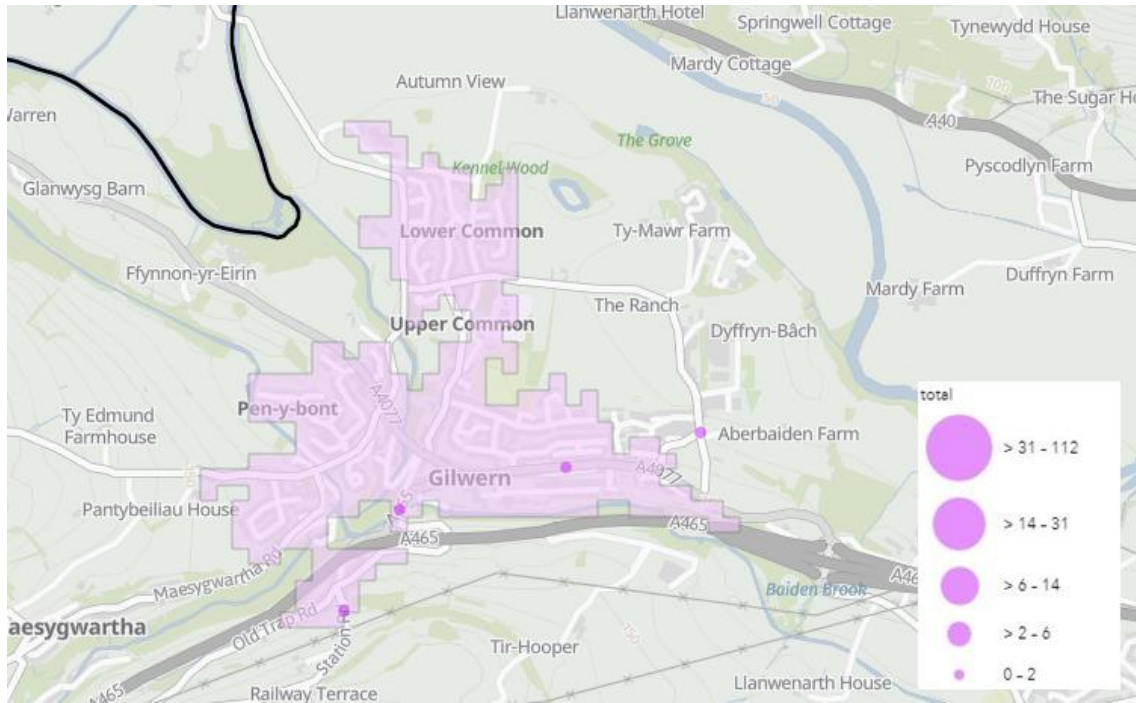 Llanwenarth Hotel
Springwell Cottage
Tynewydd House
Mardy Cottage
Autumn View
50
100
A40
Warren
The Grove
Kennel Wood
Pyscodlyn Farm
Glanwysg Barn
Lower Common
Ty-Mawr Farm
Ffynnon-yr-Eirin
Duffryn Farm
Mardy Farm
The Ranch
Upper Common
Dyffryn-Bâch
Pen-y-bont
A4077
Ty Edmund
Farmhouse
Aberbaiden Farm
Gilwern
A4077
Pantybeiliau House
A465
A465
Maesygwartha Rd
Baiden Brook
aesygwartha
Old Trap Rd
Station R
150
Tir-Hooper
Railway Terrace
A465
Llanwenarth House
total
> 31 - 112
> 14 - 31
> 6 - 14
> 2 - 6
0 - 2